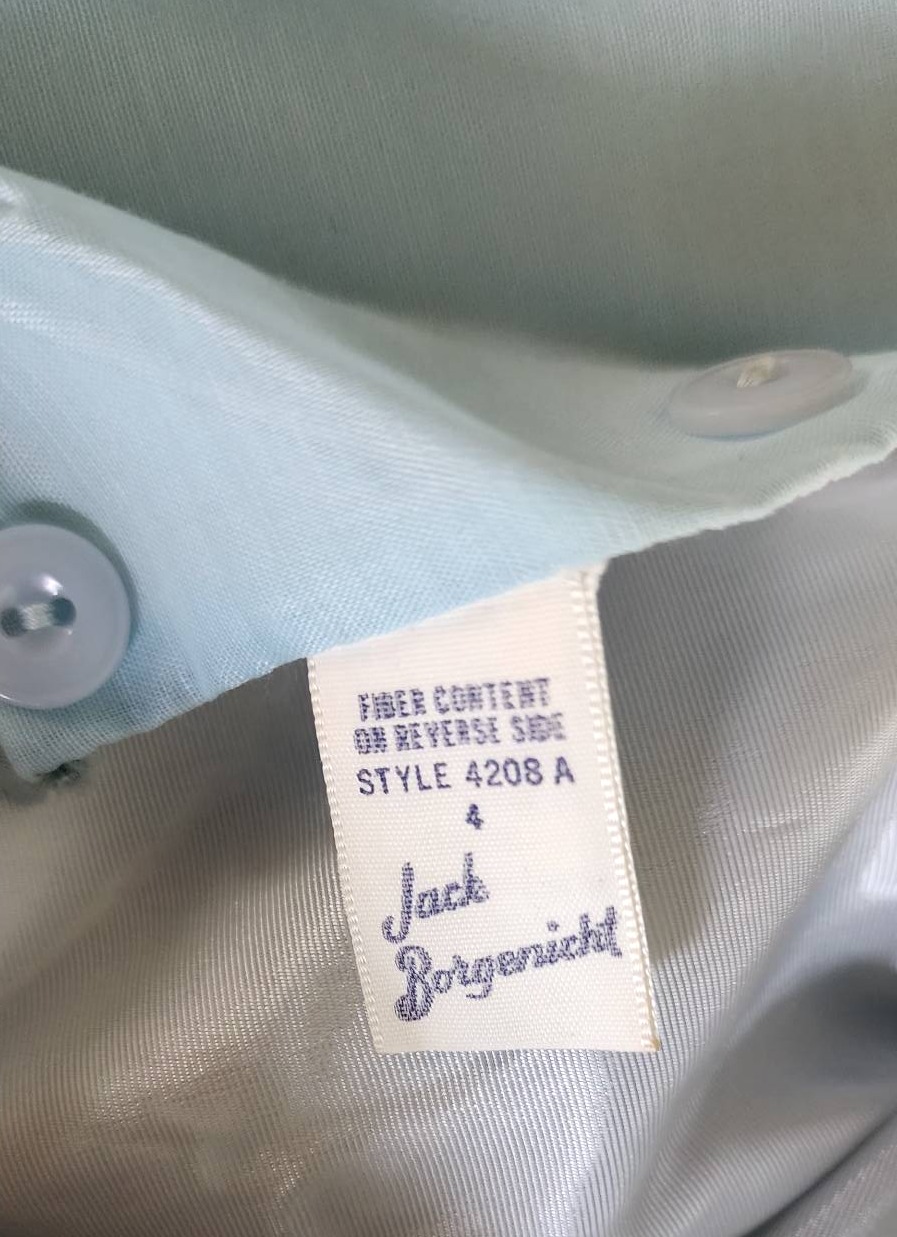 FIBER CONTENT
ON REVERSE SIDE
STYLE 4208 A
4
Jack
Borgenicht